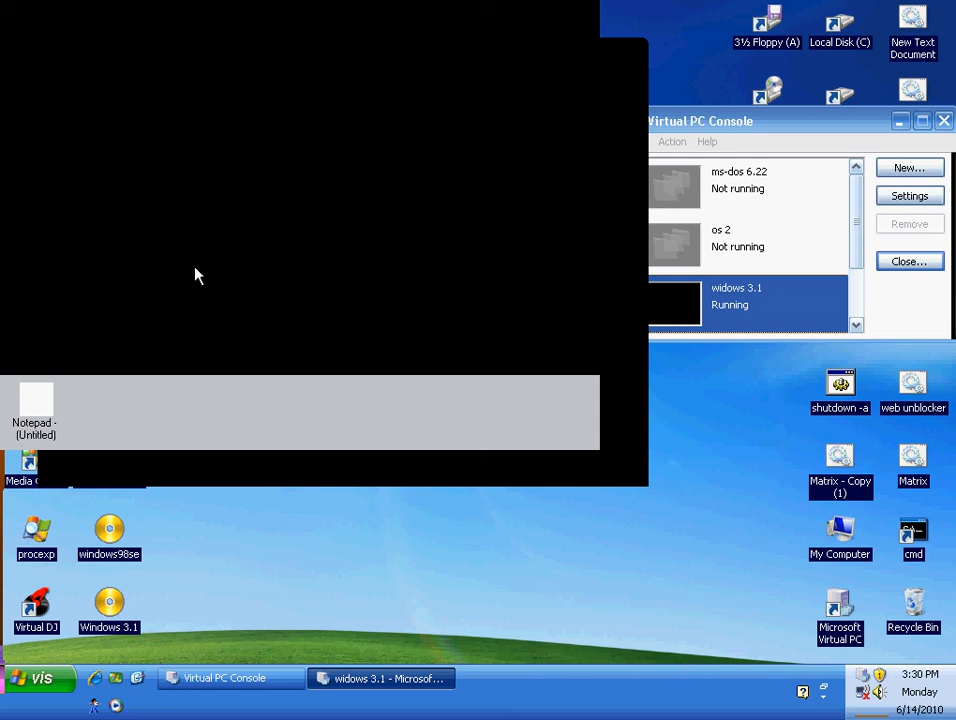 3½ Floppy (A)
Local Disk (C)
New Text
Document
Virtual PC Console
Action Help
ms-dos 6.22
Not running
New...
Settings
Remove
os 2
Not running
Close...
widows 3.1
Running
shutdown -a
web unblocker
Notepad -
(Untitled)
Media
Matrix - Copy
(1)
Matrix
procexp
windows98se
My Computer
cmd
Virtual DJ
Windows 3.1
Microsoft
Virtual PC
Recycle Bin
vis
Virtual PC Console
widows 3.1 - Microsof...
3:30 PM
Monday
6/14/2010